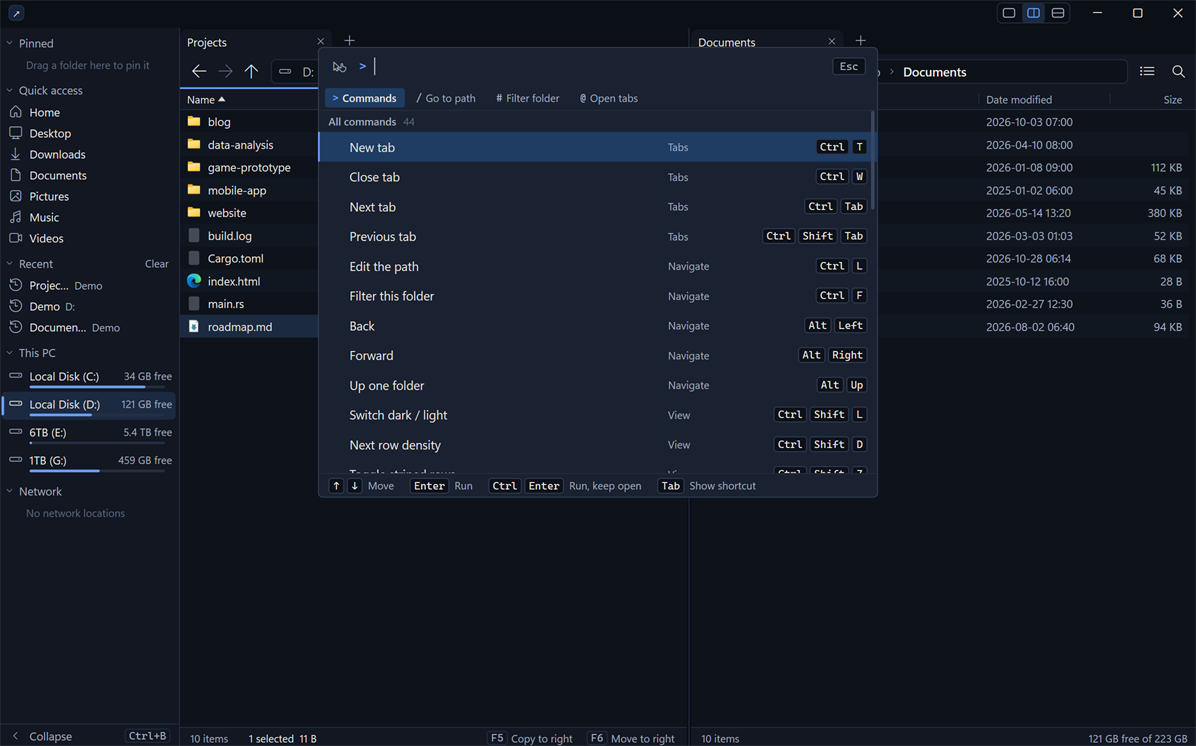 Pinned
Drag a folder here to pin it
Quick access
Home
Desktop
Downloads
Documents
Pictures
Music
Videos
Recent Clear
Projec... Demo
Demo D:
Documen... Demo
This PC
Local Disk (C:) 34 GB free
Local Disk (D:) 121 GB free
6TB (E:) 5.4 TB free
1TB (G:) 459 GB free
Network
No network locations
Collapse Ctrl+B
Projects
D:
Name
blog
data-analysis
game-prototype
mobile-app
website
build.log
Cargo.toml
index.html
main.rs
roadmap.md
10 items 1 selected 11 B F5 Copy to right F6 Move to right
> Esc
> Commands / Go to path # Filter folder @ Open tabs
All commands 44
New tab Tabs Ctrl T
Close tab Tabs Ctrl W
Next tab Tabs Ctrl Tab
Previous tab Tabs Ctrl Shift Tab
Edit the path Navigate Ctrl L
Filter this folder Navigate Ctrl F
Back Navigate Alt Left
Forward Navigate Alt Right
Up one folder Navigate Alt Up
Switch dark / light View Ctrl Shift L
Next row density View Ctrl Shift D
Toggle striped rows View Ctrl Shift Z
↑ ↓ Move Enter Run Ctrl Enter Run, keep open Tab Show shortcut
Documents
› Documents
Date modified Size
2026-10-03 07:00
2026-04-10 08:00
2026-01-08 09:00 112 KB
2025-01-02 06:00 45 KB
2026-05-14 13:20 380 KB
2026-03-03 01:03 52 KB
2026-10-28 06:14 68 KB
2025-10-12 16:00 28 B
2026-02-27 12:30 36 B
2026-08-02 06:40 94 KB
10 items 121 GB free of 223 GB